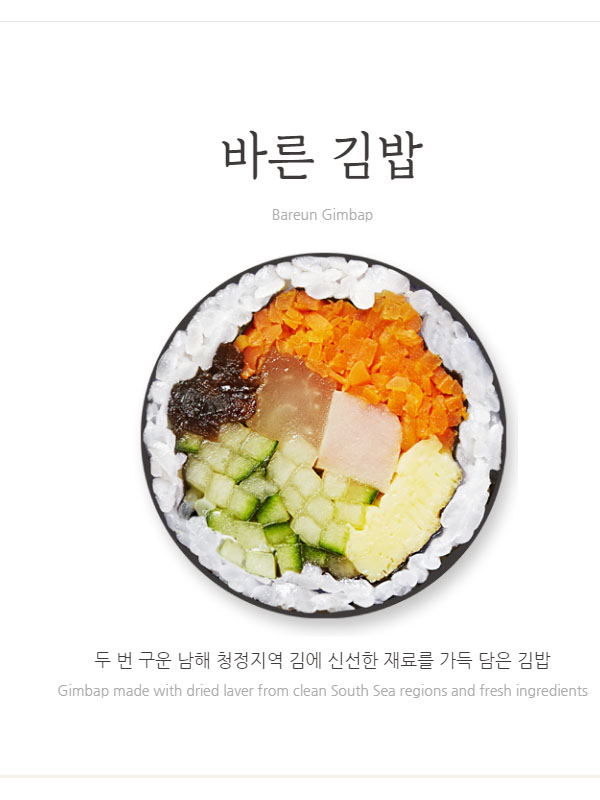 바른 김밥
Bareun Gimbap
두 번 구운 남해 청정지역 김에 신선한 재료를 가득 담은 김밥
Gimbap made with dried laver from clean South Sea regions and fresh ingredients